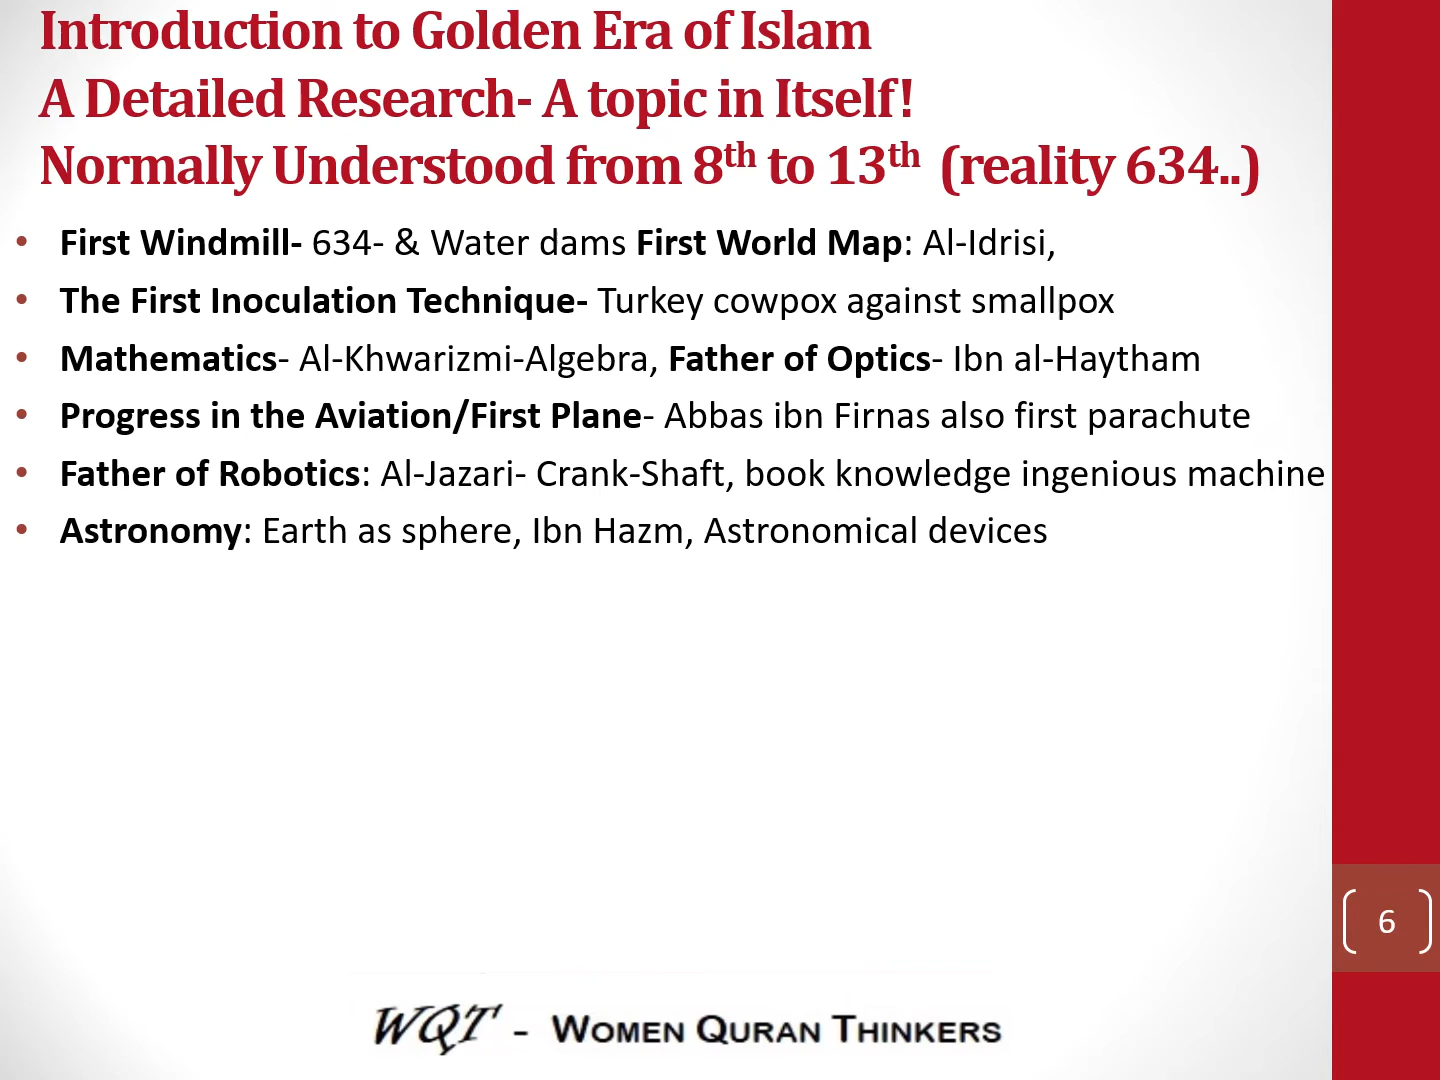 Introduction to Golden Era of Islam
A Detailed Research- A topic in Itself!
Normally Understood from 8th to 13th (reality 634..)
• First Windmill- 634- & Water dams First World Map: Al-Idrisi,
• The First Inoculation Technique- Turkey cowpox against smallpox
• Mathematics- Al-Khwarizmi-Algebra, Father of Optics- Ibn al-Haytham
• Progress in the Aviation/First Plane- Abbas ibn Firnas also first parachute
• Father of Robotics: Al-Jazari- Crank-Shaft, book knowledge ingenious machine
• Astronomy: Earth as sphere, Ibn Hazm, Astronomical devices
6
WQT - WOMEN QURAN THINKERS